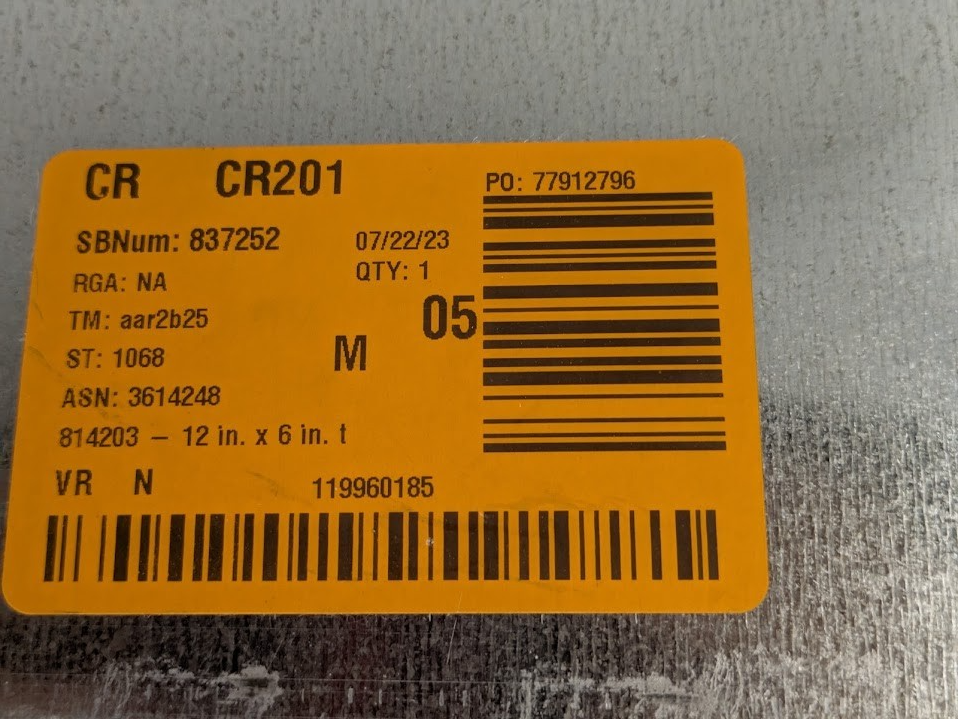 CR CR201
PO: 77912796
SBNum: 837252 07/22/23
RGA: NA QTY: 1
TM: aar2b25 05
ST: 1068 M
ASN: 3614248
814203 – 12 in. x 6 in. t
VR N 119960185